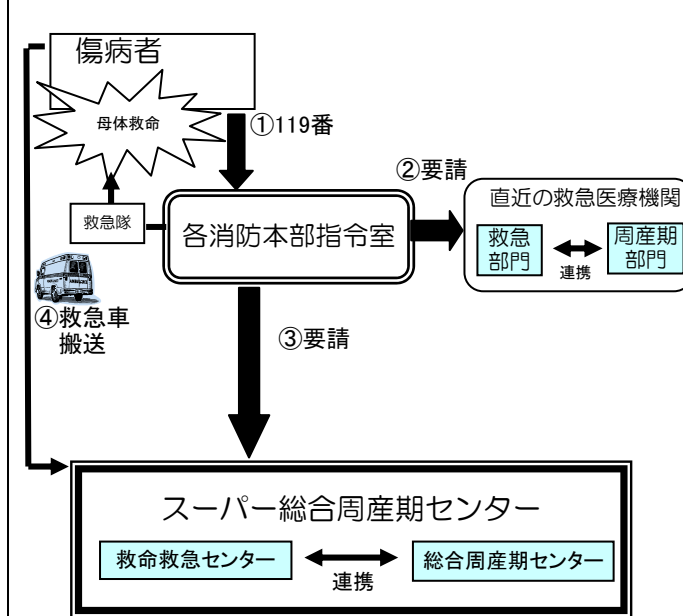 傷病者
母体救命
①119番
②要請
直近の救急医療機関
救急隊
各消防本部指令室
救急
部門
連携
周産期
部門
④救急車
搬送
③要請
スーパー総合周産期センター
救命救急センター
連携
総合周産期センター